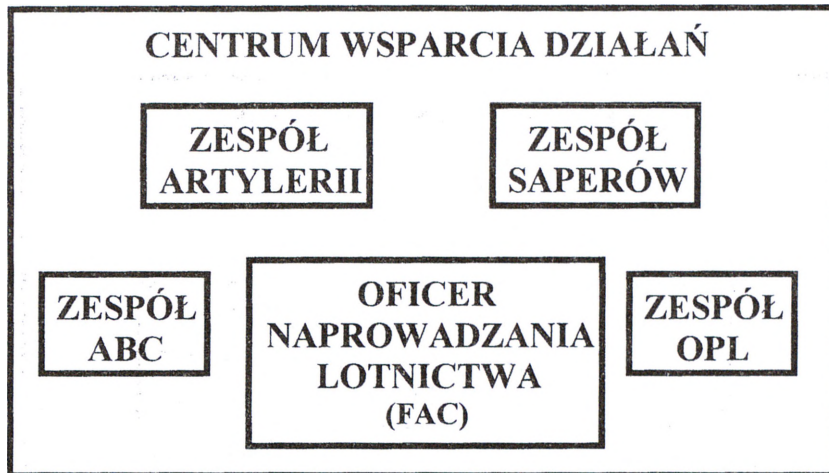 CENTRUM WSPARCIA DZIAŁAŃ
ZESPÓŁ
ARTYLERII
ZESPÓŁ
SAPERÓW
ZESPÓŁ
ABC
OFICER
NAPROWADZANIA
LOTNICTWA
(FAC)
ZESPÓŁ
OPL